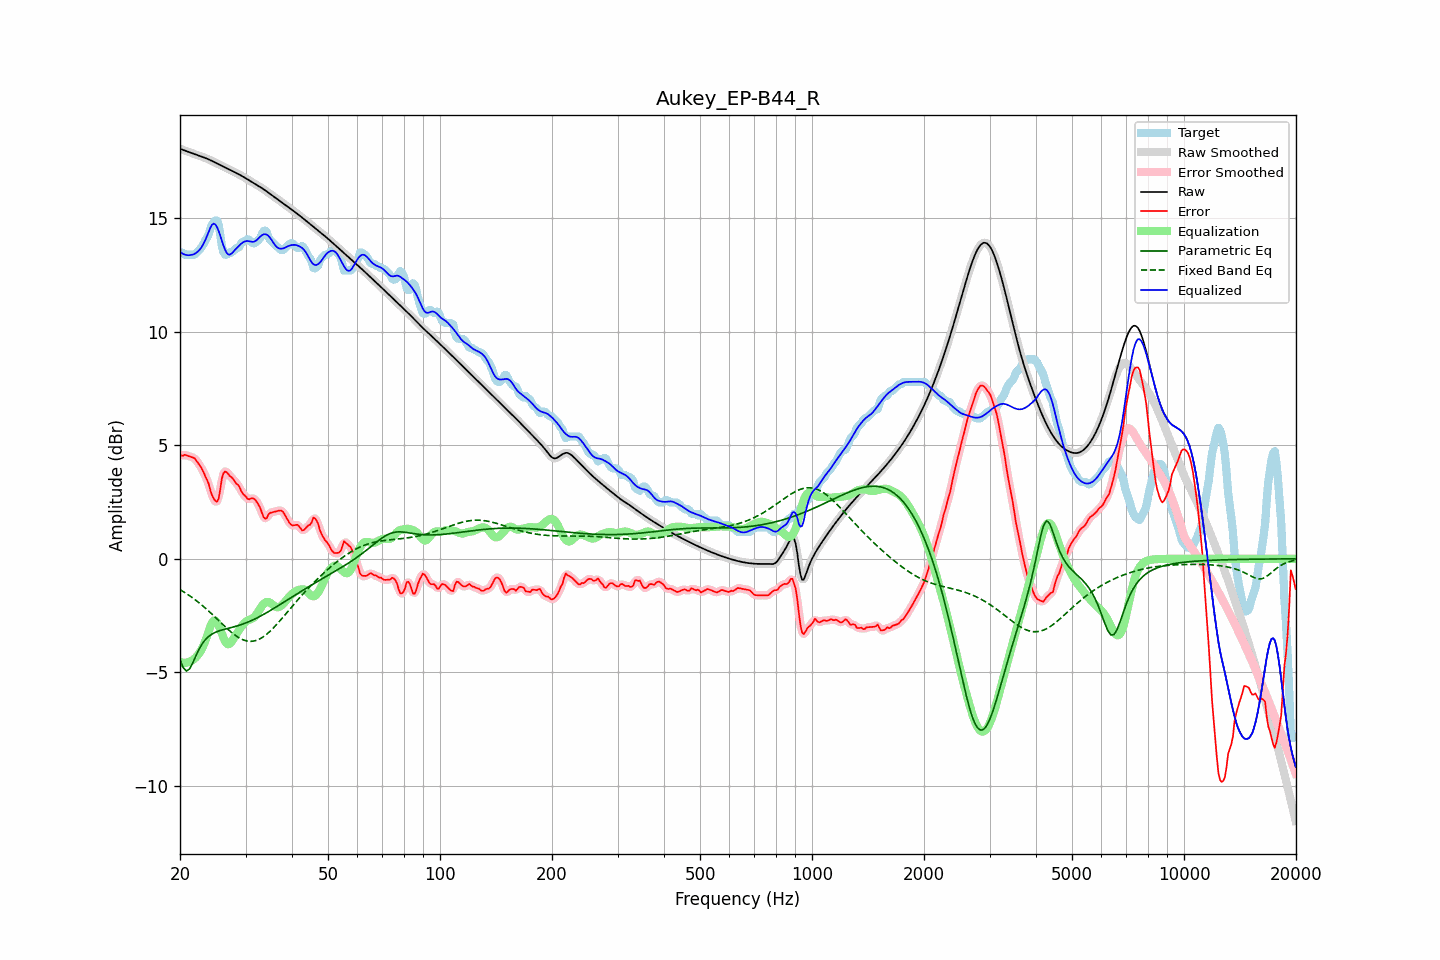 Aukey_EP-B44_R
Target
Raw Smoothed
Error Smoothed
Raw
Error
Equalization
Parametric Eq
Fixed Band Eq
Equalized
Amplitude (dBr)
15
10
5
0
−5
−10
20
50
100
200
500
1000
2000
5000
10000
20000
Frequency (Hz)